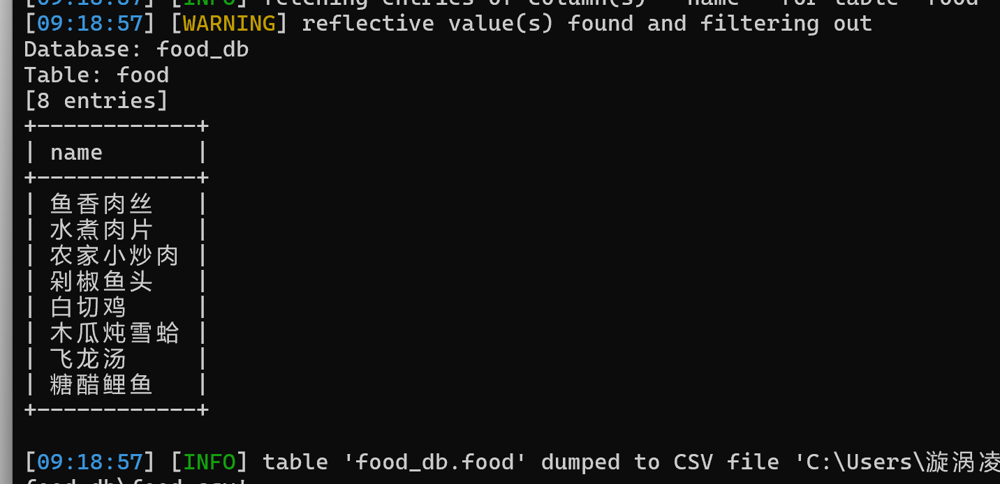 [09:18:57] [INFO] fetching entries of column(s) '`name`' for table 'food
[09:18:57] [WARNING] reflective value(s) found and filtering out
Database: food_db
Table: food
[8 entries]
+------------+
| name       |
+------------+
| 鱼香肉丝   |
| 水煮肉片   |
| 农家小炒肉 |
| 剁椒鱼头   |
| 白切鸡     |
| 木瓜炖雪蛤 |
| 飞龙汤     |
| 糖醋鲤鱼   |
+------------+
[09:18:57] [INFO] table 'food_db.food' dumped to CSV file 'C:\Users\漩涡凌
food_db\food.csv'